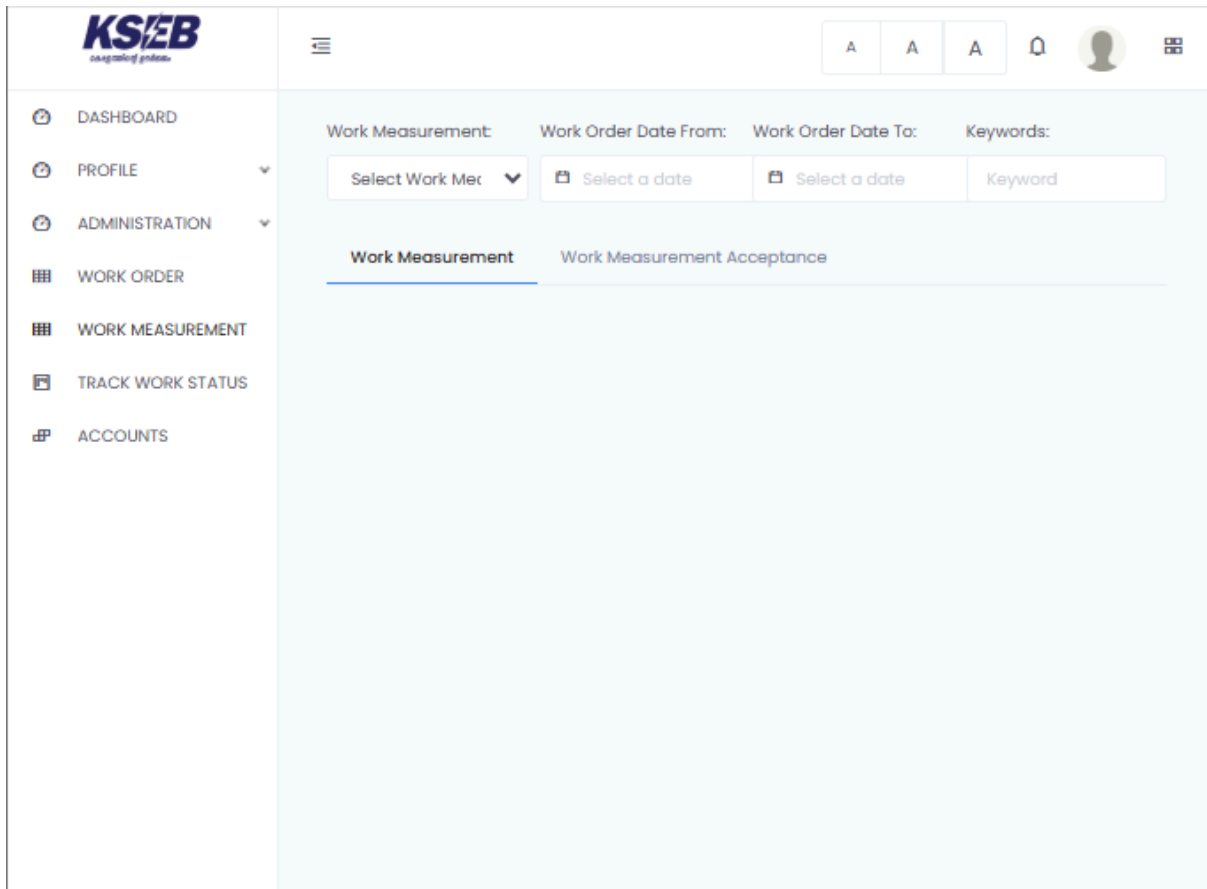 KSEB
A A A
DASHBOARD
PROFILE
ADMINISTRATION
WORK ORDER
WORK MEASUREMENT
TRACK WORK STATUS
ACCOUNTS
Work Measurement: Work Order Date From: Work Order Date To: Keywords:
Select Work Mec Select a date Select a date Keyword
Work Measurement Work Measurement Acceptance